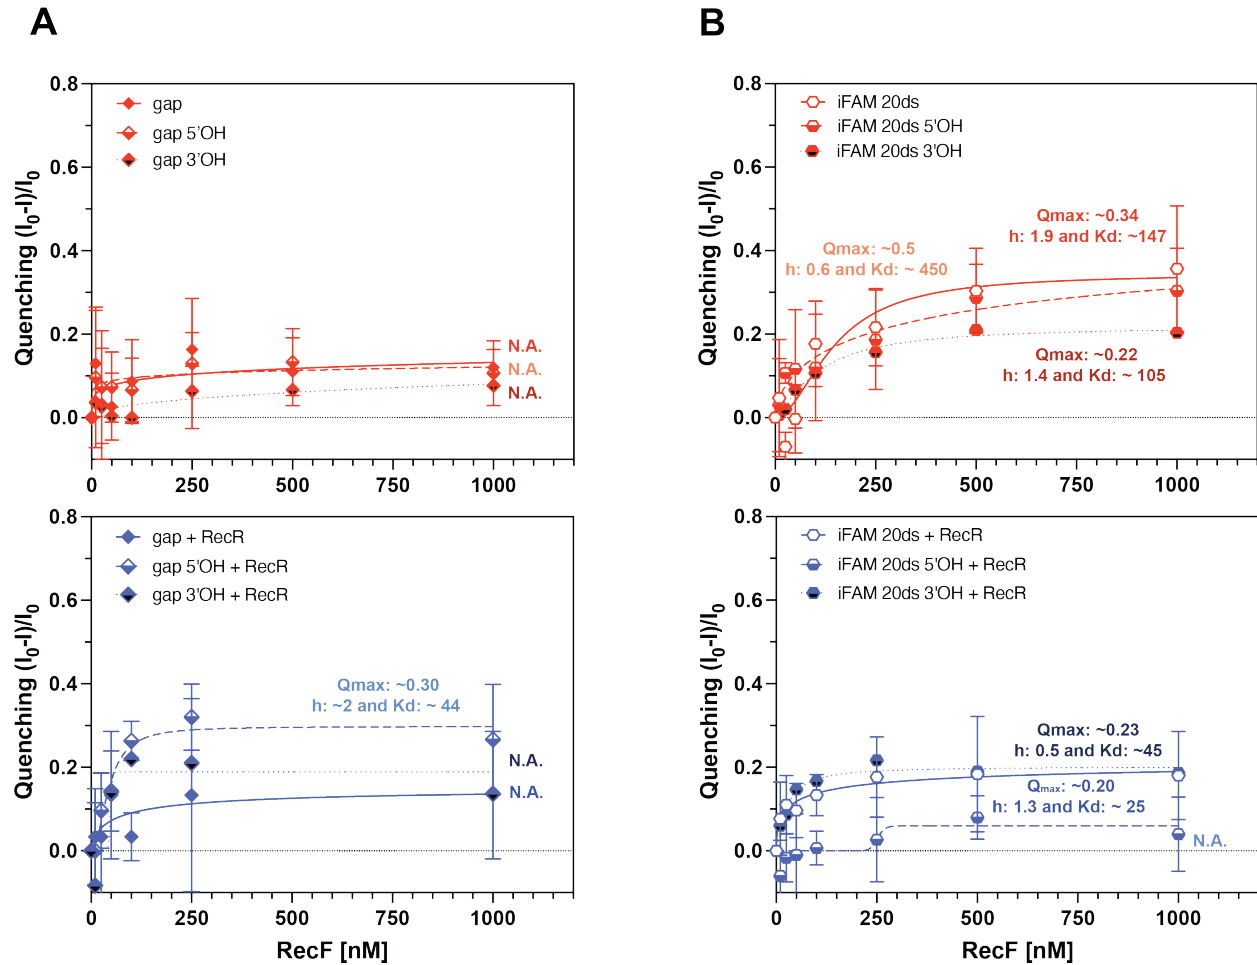 A
B
0.8
0.6
0.4
0.2
0.0
Quenching (I0-I)/I0
gap
gap 5'OH
gap 3'OH
N.A.
N.A.
N.A.
0 250 500 750 1000
0.8
0.6
0.4
0.2
0.0
Quenching (I0-I)/I0
iFAM 20ds
iFAM 20ds 5'OH
iFAM 20ds 3'OH
Qmax: ~0.34
h: 1.9 and Kd: ~147
Qmax: ~0.5
h: 0.6 and Kd: ~ 450
Qmax: ~0.22
h: 1.4 and Kd: ~ 105
0 250 500 750 1000
0.8
0.6
0.4
0.2
0.0
Quenching (I0-I)/I0
gap + RecR
gap 5'OH + RecR
gap 3'OH + RecR
Qmax: ~0.30
h: ~2 and Kd: ~ 44
N.A.
N.A.
0 250 500 750 1000
RecF [nM]
0.8
0.6
0.4
0.2
0.0
Quenching (I0-I)/I0
iFAM 20ds + RecR
iFAM 20ds 5'OH + RecR
iFAM 20ds 3'OH + RecR
Qmax: ~0.23
h: 0.5 and Kd: ~45
Qmax: ~0.20
h: 1.3 and Kd: ~ 25
N.A.
0 250 500 750 1000
RecF [nM]